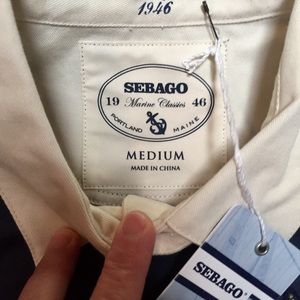 1946
SEBAGO
19 Marine Classics 46
PORTLAND MAINE
MEDIUM
MADE IN CHINA
SEBAGO